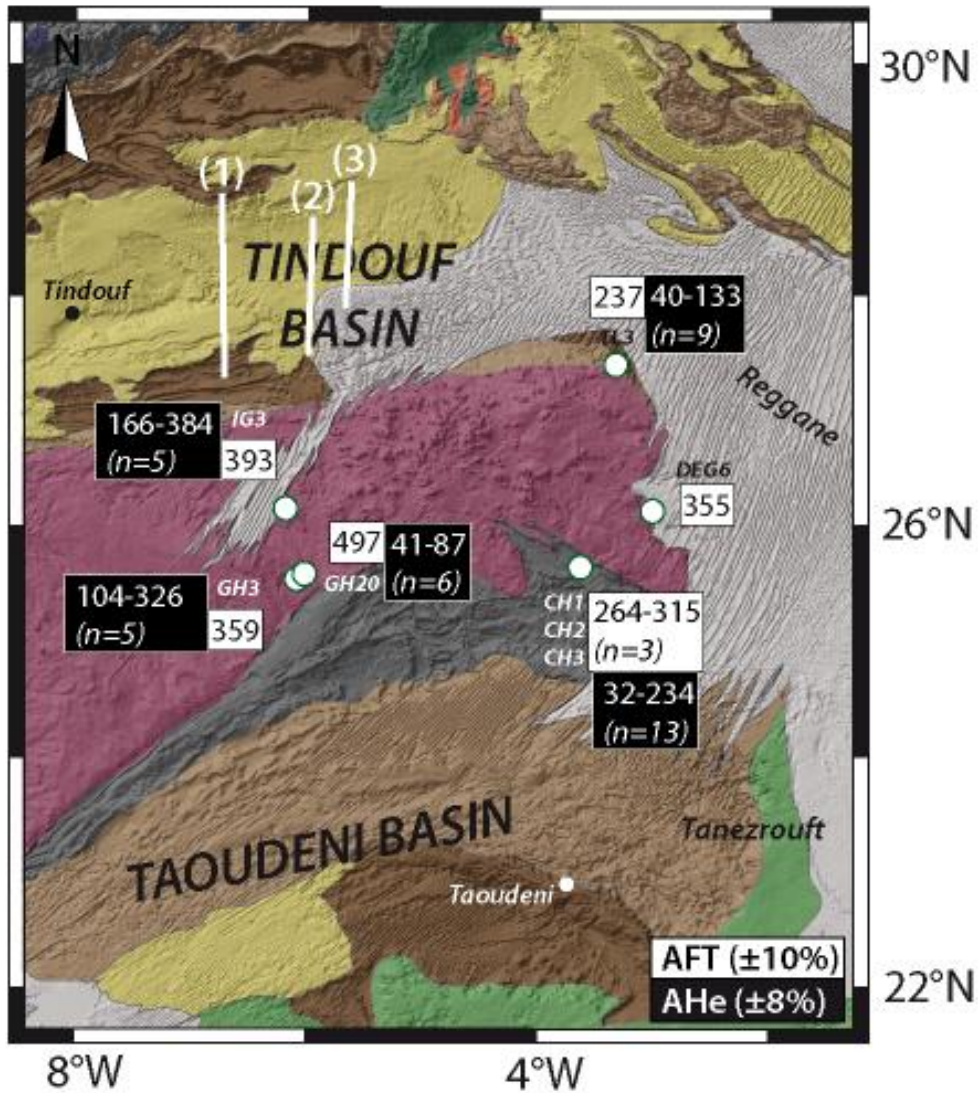 N
30°N
(1)
(2)
(3)
TINDOUF
BASIN
Tindouf
237
40-133
(n=9)
TL3
Reggane
166-384
(n=5)
IG3
393
DEG6
355
26°N
497
41-87
(n=6)
GH20
104-326
(n=5)
GH3
359
CH1
CH2
CH3
264-315
(n=3)
32-234
(n=13)
TAOUDENI BASIN
Tanezrouft
Taoudeni
AFT (±10%)
AHe (±8%)
22°N
8°W
4°W